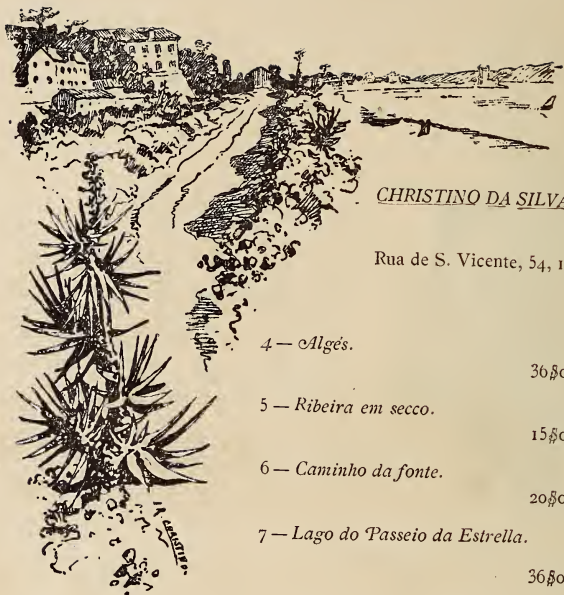 CHRISTINO DA SILVA
Rua de S. Vicente, 54, 1
4 — Algés.
36$0
5 — Ribeira em secco.
15$0
6 — Caminho da fonte.
20$0
7 — Lago do Passeio da Estrella.
36$0
CHRISTINO